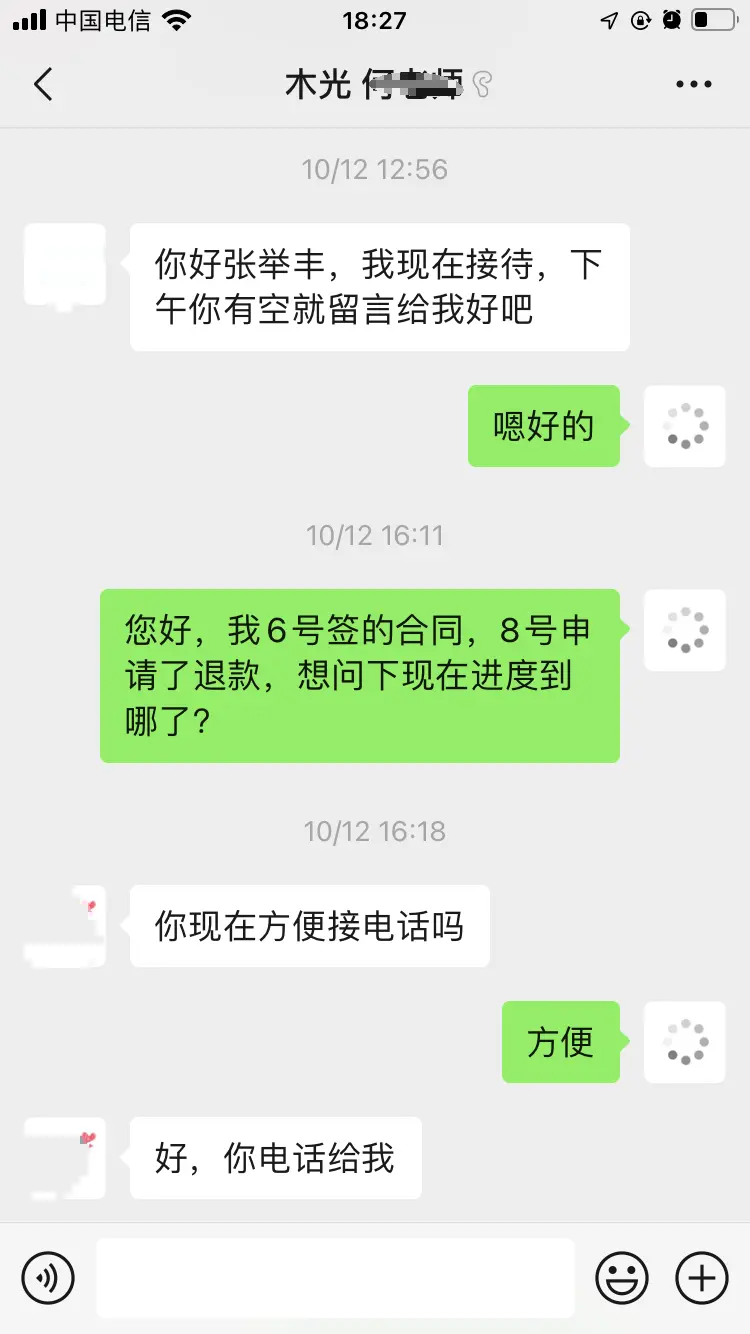 中国电信
18:27
木光
10/12 12:56
你好张举丰，我现在接待，下
午你有空就留言给我好吧
嗯好的
10/12 16:11
您好，我6号签的合同，8号申
请了退款，想问下现在进度到
哪了?
10/12 16:18
你现在方便接电话吗
方便
好，你电话给我